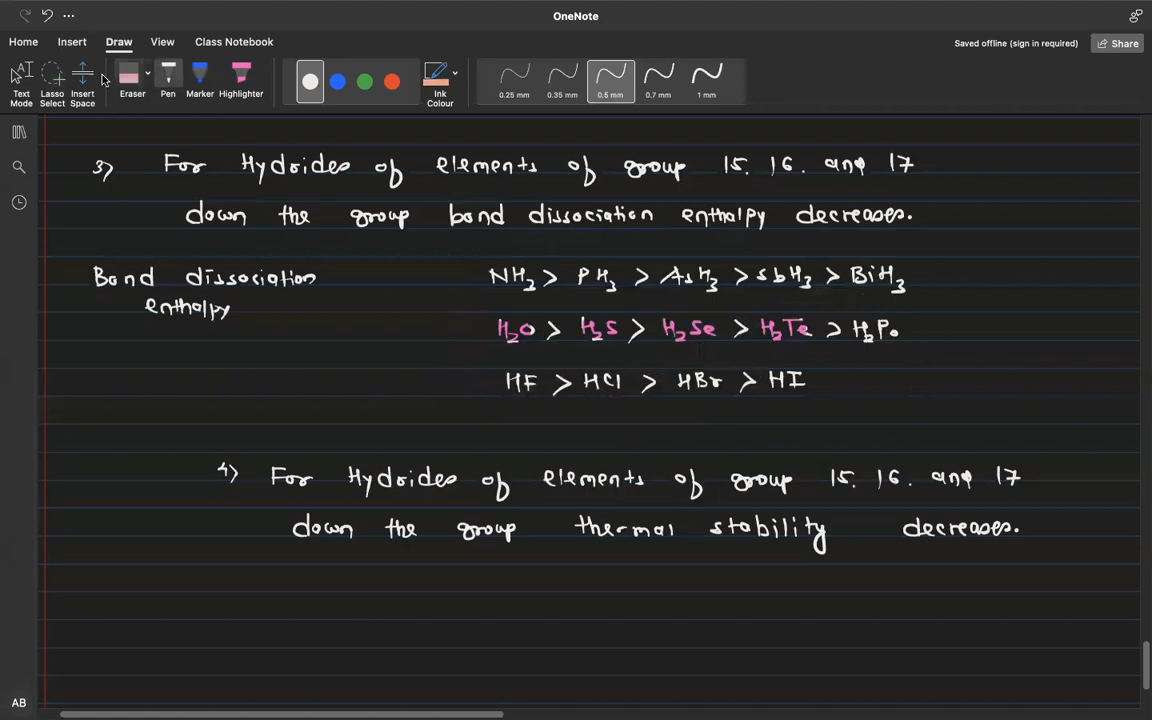 OneNote
Home Insert Draw View Class Notebook
Saved offline (sign in required) Share
Text Mode
Lasso Select
Insert Space
Eraser
Pen
Marker
Highlighter
Ink Colour
0.25 mm 0.35 mm 0.5 mm 0.7 mm 1 mm
3) For Hydrides of elements of group 15. 16. and 17
down the group bond dissociation enthalpy decreases.
Bond dissociation enthalpy
NH₃ > PH₃ > AsH₃ > SbH₃ > BiH₃
H₂O > H₂S > H₂Se > H₂Te > H₂Po
HF > HCl > HBr > HI
4) For Hydrides of elements of group 15. 16. and 17
down the group thermal stability decreases.
AB